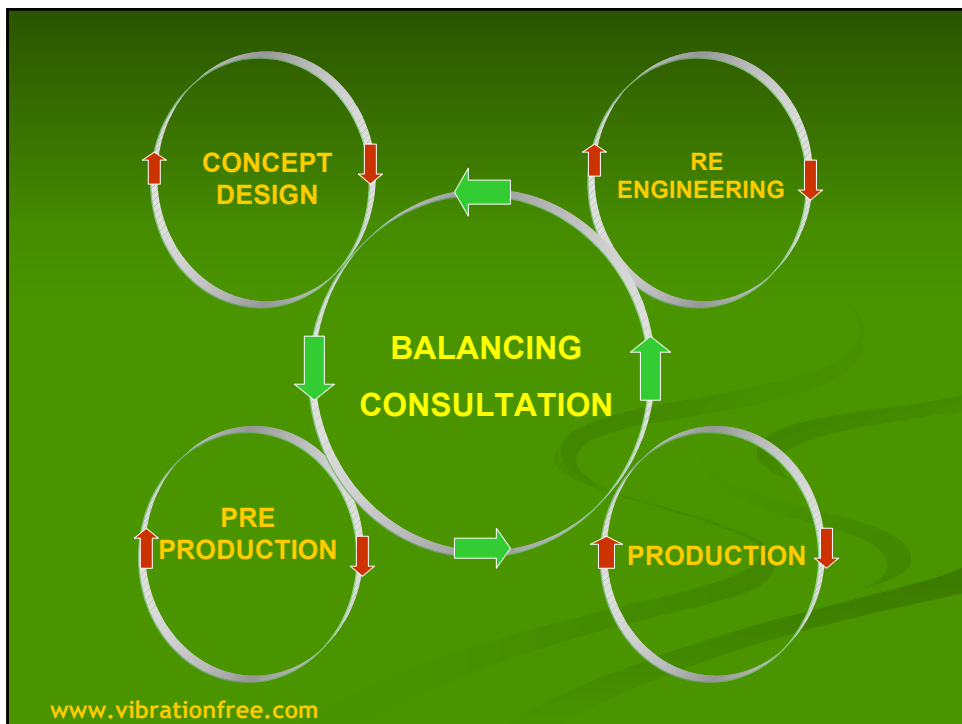 CONCEPT
DESIGN
RE
ENGINEERING
BALANCING
CONSULTATION
PRE
PRODUCTION
PRODUCTION
www.vibrationfree.com